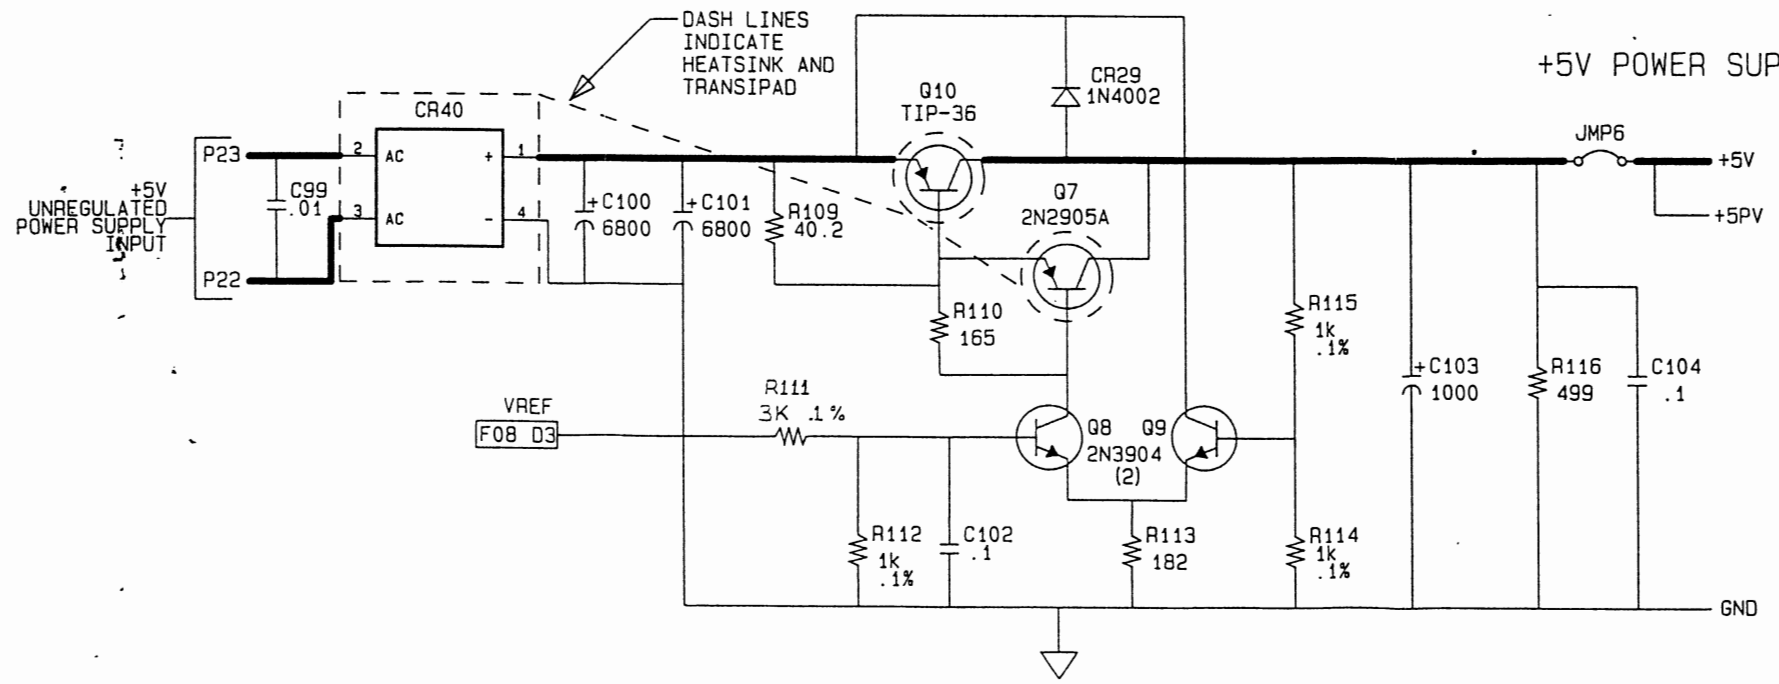 DASH LINES
INDICATE
HEATSINK AND
TRANSIPAD
+5V POWER SUP
CR40
Q10
TIP-36
CR29
1N4002
JMP6
P23
2
AC
+
1
+5V
+5V
UNREGULATED
POWER SUPPLY
INPUT
C99
.01
3
AC
-
4
+C100
6800
+C101
6800
R109
40.2
Q7
2N2905A
+5PV
P22
R110
165
R115
1k
.1%
+C103
1000
R116
499
C104
.1
VREF
F08 D3
R111
3K .1%
Q8
Q9
2N3904
(2)
R112
1k
.1%
C102
.1
R113
182
R114
1k
.1%
GND